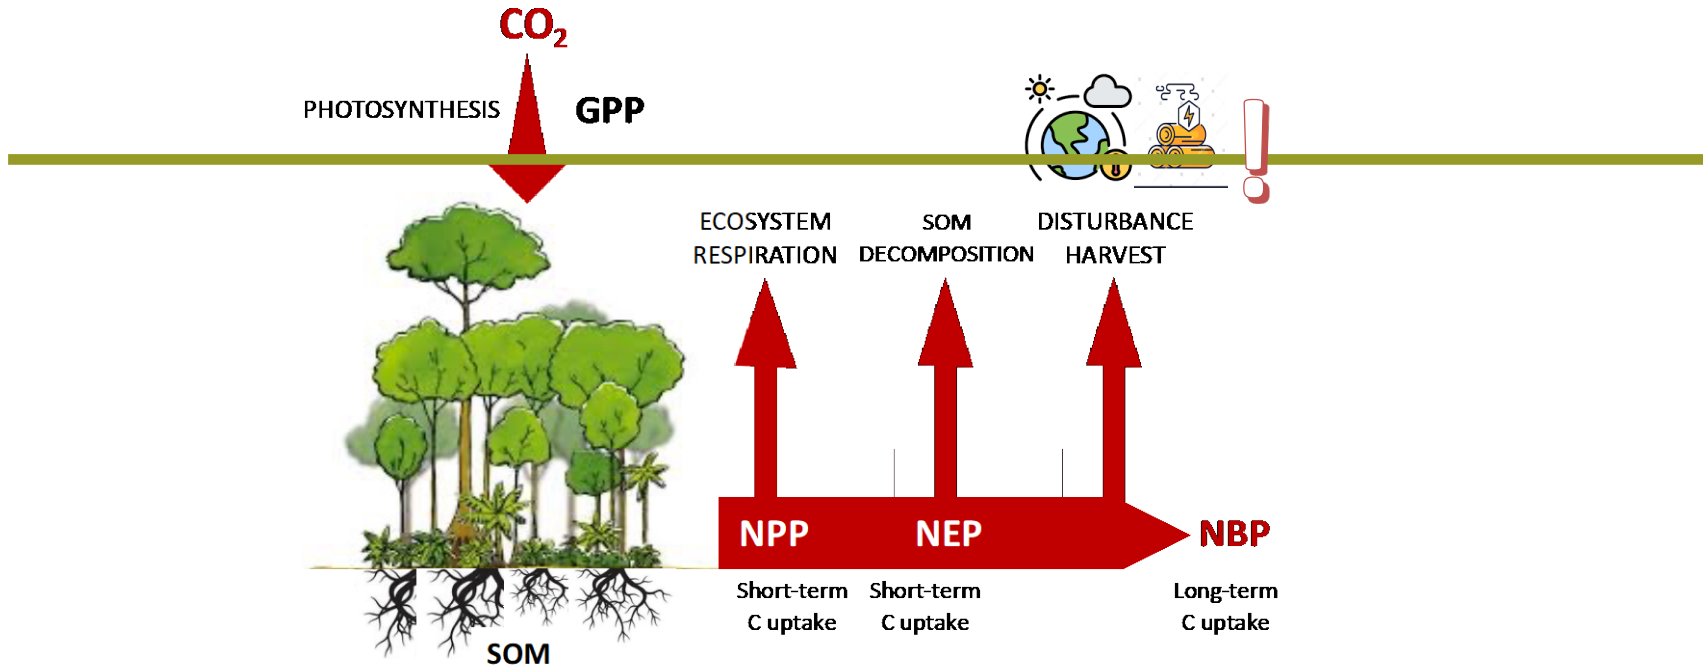 CO₂
PHOTOSYNTHESIS
GPP
ECOSYSTEM
RESPIRATION
SOM
DECOMPOSITION
DISTURBANCE
HARVEST
NPP
NEP
NBP
Short-term
C uptake
Short-term
C uptake
Long-term
C uptake
SOM